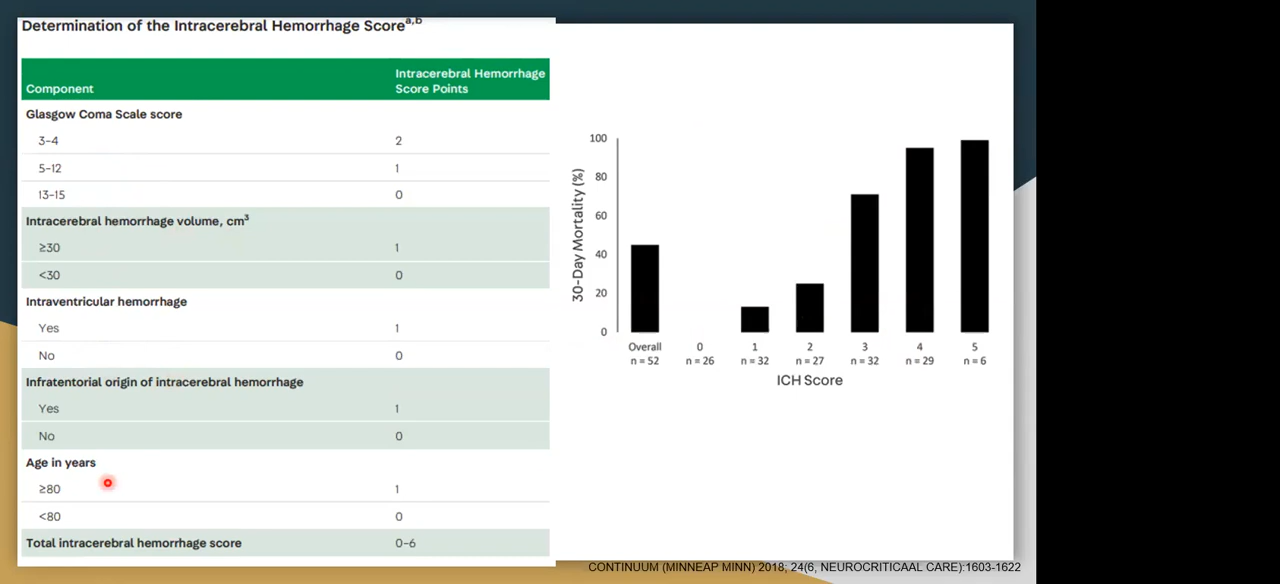 Determination of the Intracerebral Hemorrhage Score a,b
Component
Intracerebral Hemorrhage
Score Points
Glasgow Coma Scale score
3–4 2
5–12 1
13–15 0
Intracerebral hemorrhage volume, cm3
≥30 1
<30 0
Intraventricular hemorrhage
Yes 1
No 0
Infratentorial origin of intracerebral hemorrhage
Yes 1
No 0
Age in years
≥80 1
<80 0
Total intracerebral hemorrhage score 0–6
30-Day Mortality (%)
100
80
60
40
20
0
Overall 0 1 2 3 4 5
n = 52 n = 26 n = 32 n = 27 n = 32 n = 29 n = 6
ICH Score
CONTINUUM (MINNEAP MINN) 2018; 24(6, NEUROCRITICAAL CARE):1603-1622